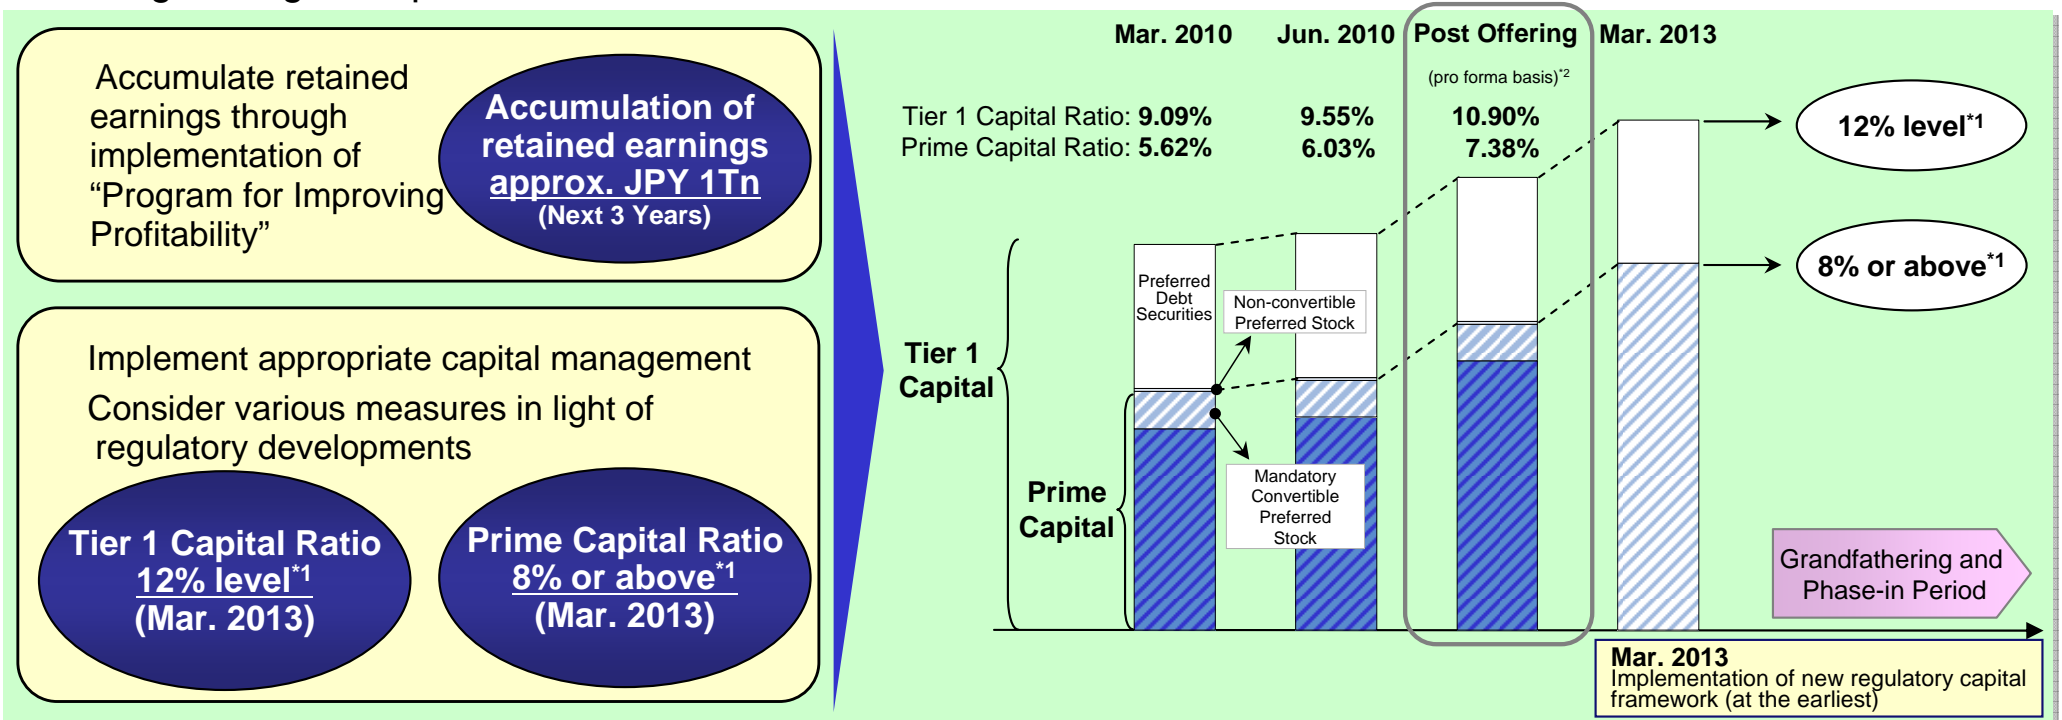 Accumulate retained
earnings through
implementation of
“Program for Improving
Profitability”
Accumulation of
retained earnings
approx. JPY 1Tn
(Next 3 Years)
Implement appropriate capital management
Consider various measures in light of
regulatory developments
Tier 1 Capital Ratio
12% level*1
(Mar. 2013)
Prime Capital Ratio
8% or above*1
(Mar. 2013)
Mar. 2010 Jun. 2010 Post Offering Mar. 2013
(pro forma basis)*2
Tier 1 Capital Ratio: 9.09% 9.55% 10.90%
Prime Capital Ratio: 5.62% 6.03% 7.38%
12% level*1
8% or above*1
Preferred
Debt
Securities
Non-convertible
Preferred Stock
Tier 1
Capital
Mandatory
Convertible
Preferred
Stock
Prime
Capital
Grandfathering and
Phase-in Period
Mar. 2013
Implementation of new regulatory capital
framework (at the earliest)